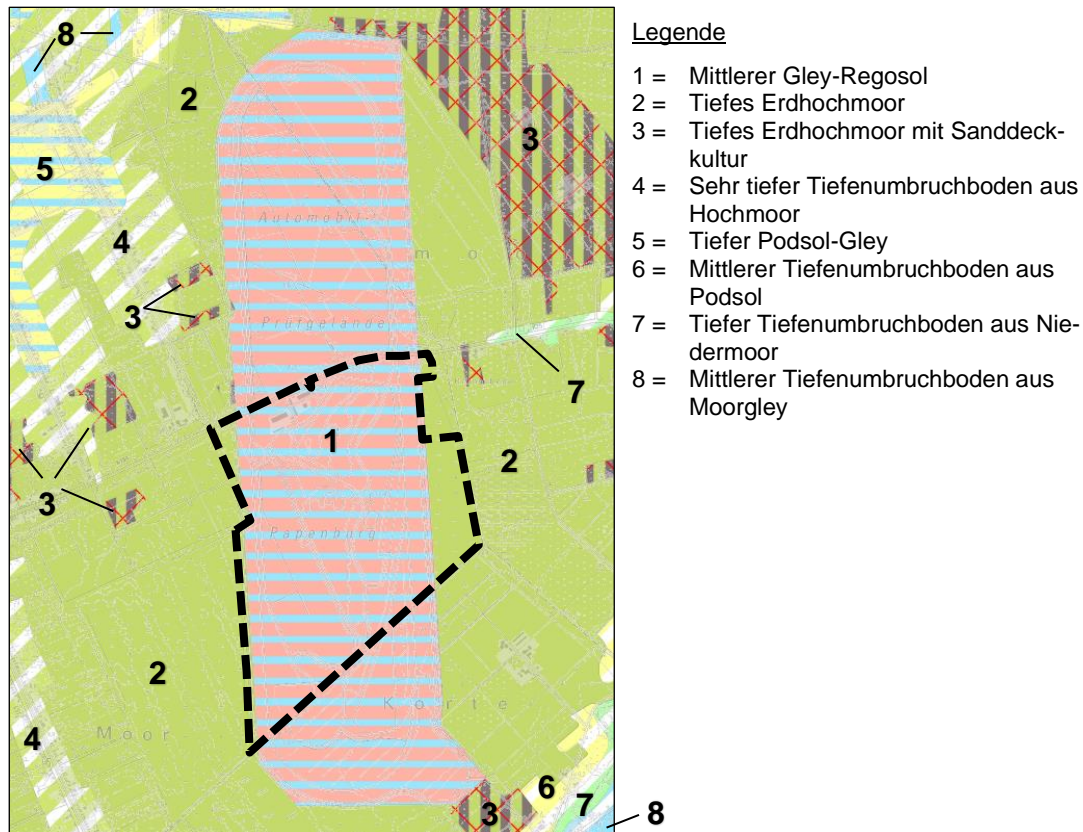 8
2
3
5
4
3
7
1
2
3
2
4
6
7
3
8
Automobil-
moor
Prüfgelände
Papenburg
Korte
Moor
Legende
1 = Mittlerer Gley-Regosol
2 = Tiefes Erdhochmoor
3 = Tiefes Erdhochmoor mit Sanddeck-
kultur
4 = Sehr tiefer Tiefenumbruchboden aus
Hochmoor
5 = Tiefer Podsol-Gley
6 = Mittlerer Tiefenumbruchboden aus
Podsol
7 = Tiefer Tiefenumbruchboden aus Nie-
dermoor
8 = Mittlerer Tiefenumbruchboden aus
Moorgley